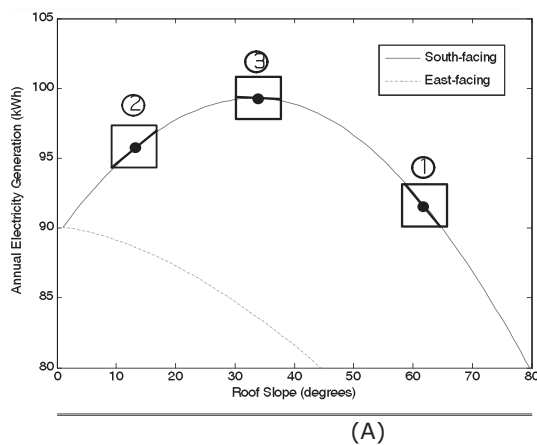 105
100
95
90
85
80
Annual Electricity Generation (kWh)
③
②
①
South-facing
East-facing
0 10 20 30 40 50 60 70 80
Roof Slope (degrees)
(A)